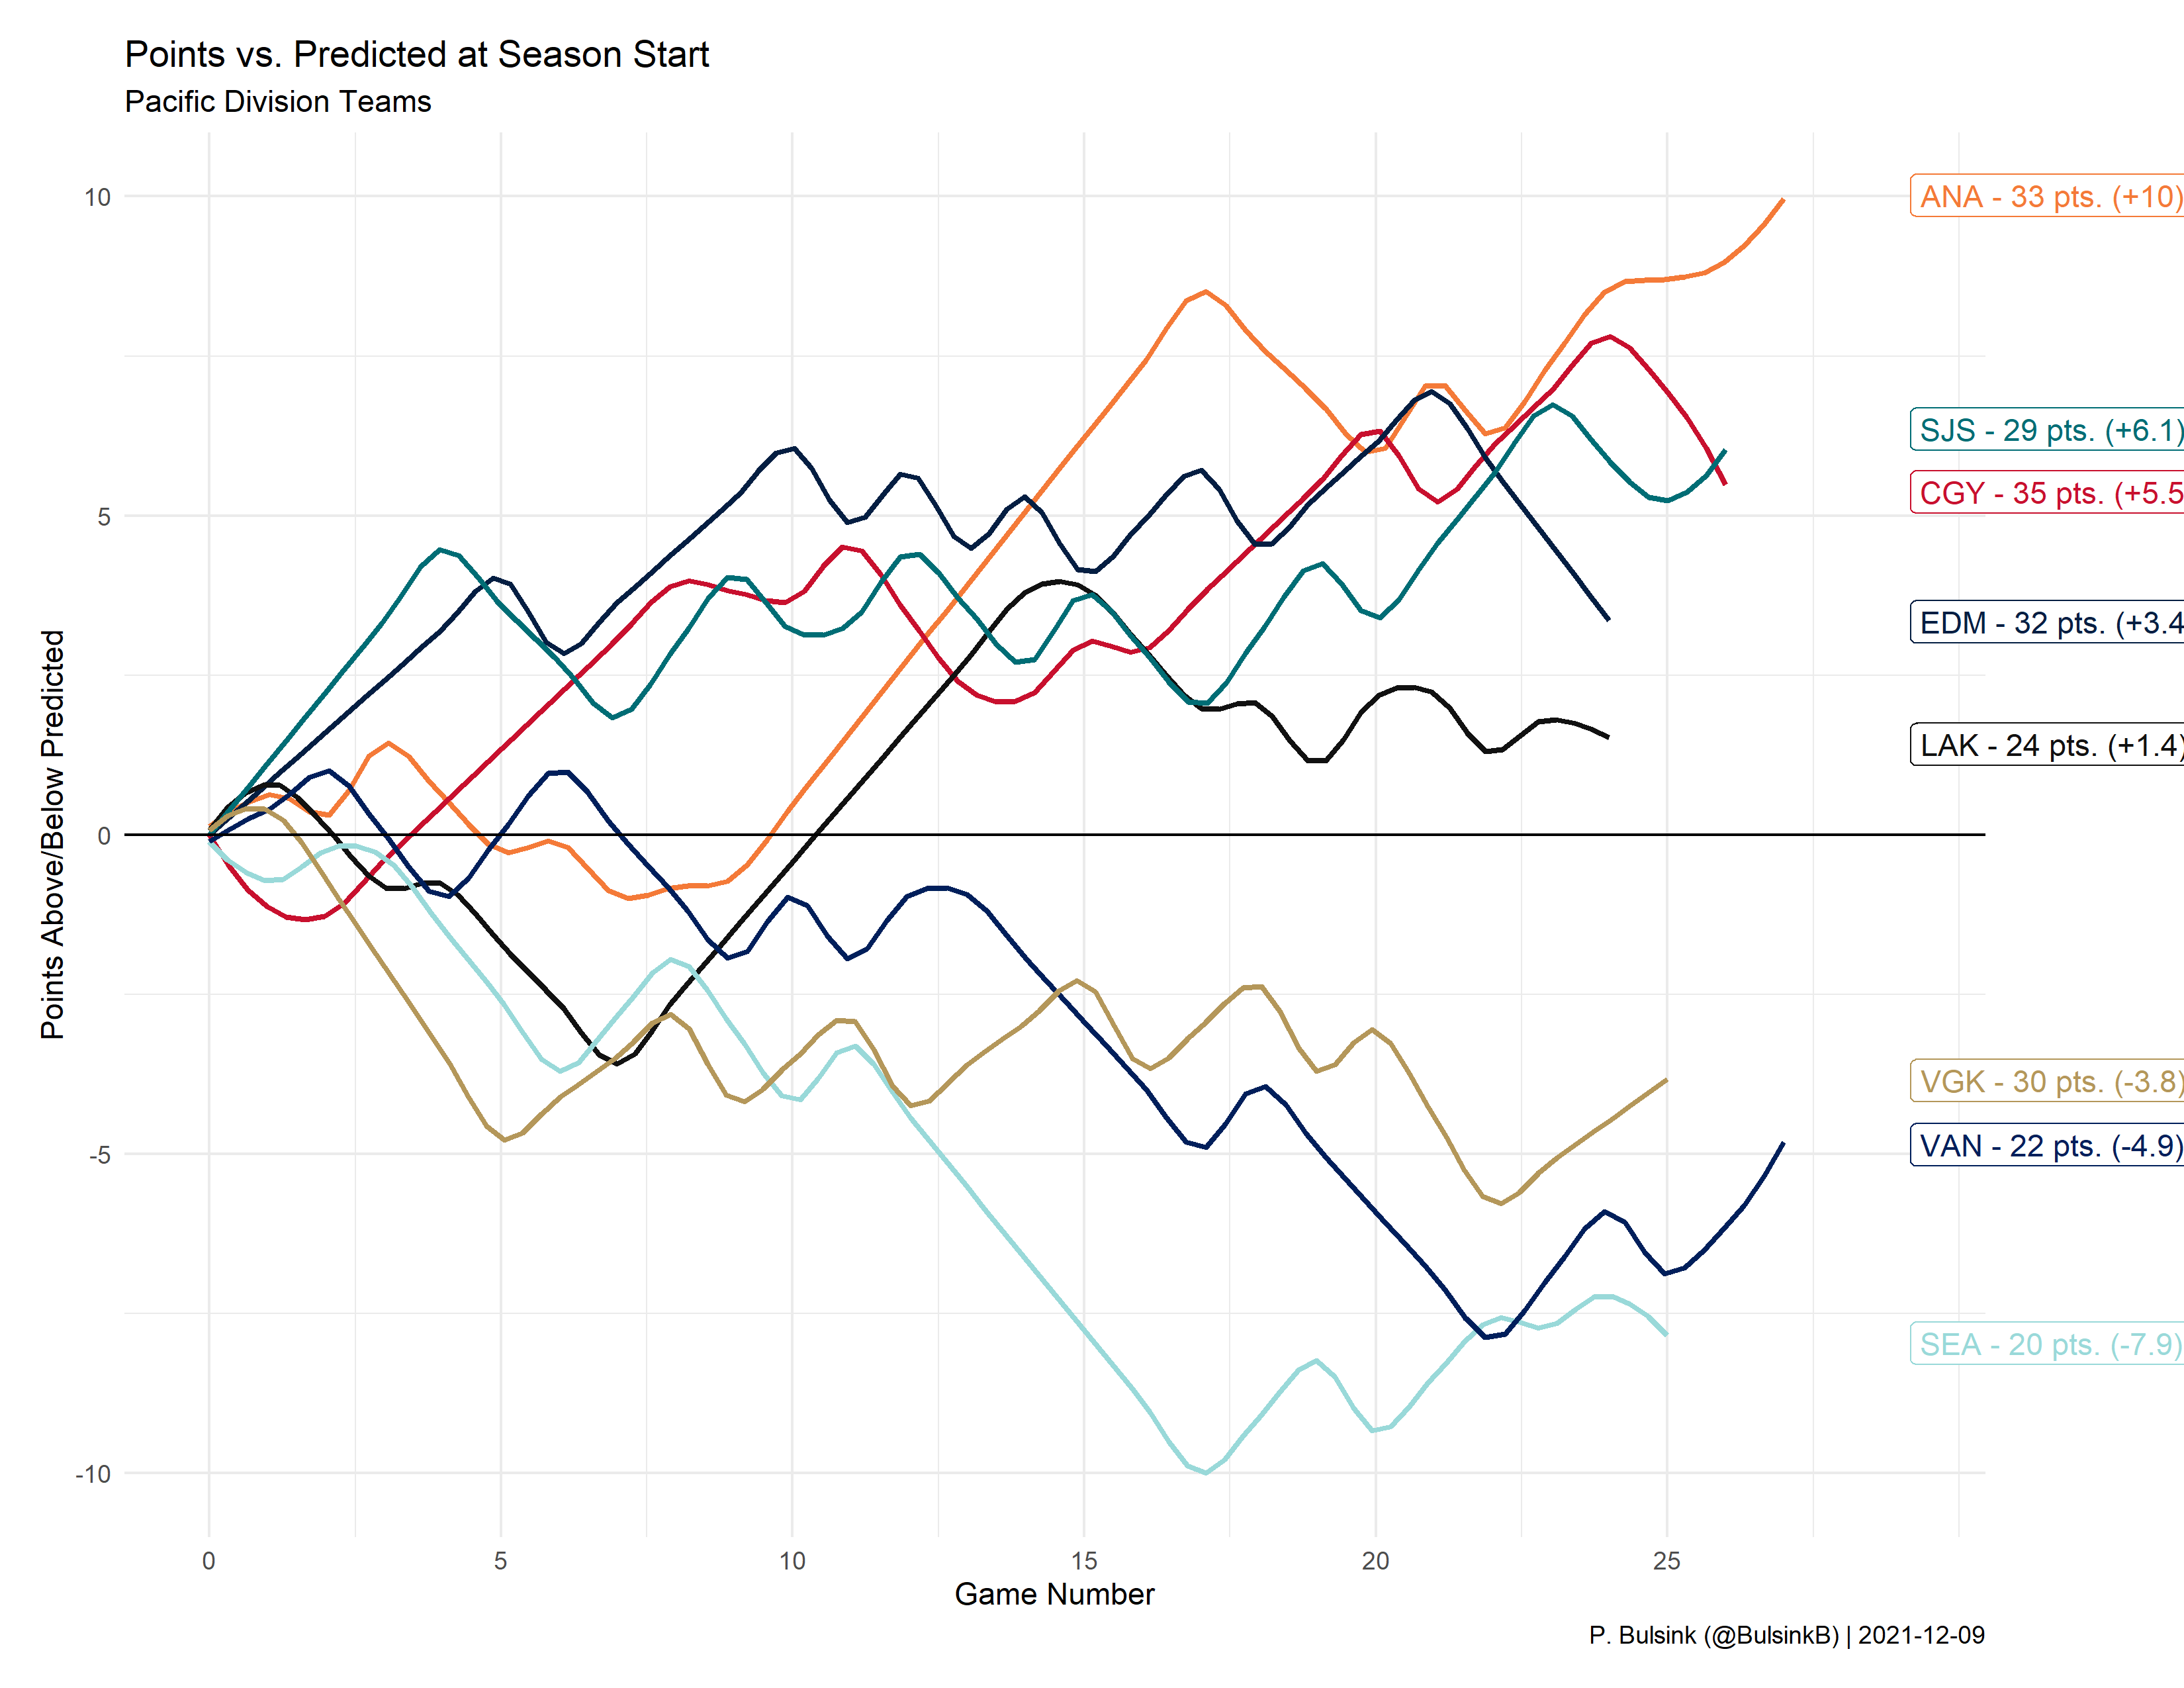 Points vs. Predicted at Season Start
Pacific Division Teams
Points Above/Below Predicted
10
5
0
-5
-10
ANA - 33 pts. (+10)
SJS - 29 pts. (+6.1)
CGY - 35 pts. (+5.5
EDM - 32 pts. (+3.4
LAK - 24 pts. (+1.4)
VGK - 30 pts. (-3.8)
VAN - 22 pts. (-4.9)
SEA - 20 pts. (-7.9)
0 5 10 15 20 25
Game Number
P. Bulsink (@BulsinkB) | 2021-12-09